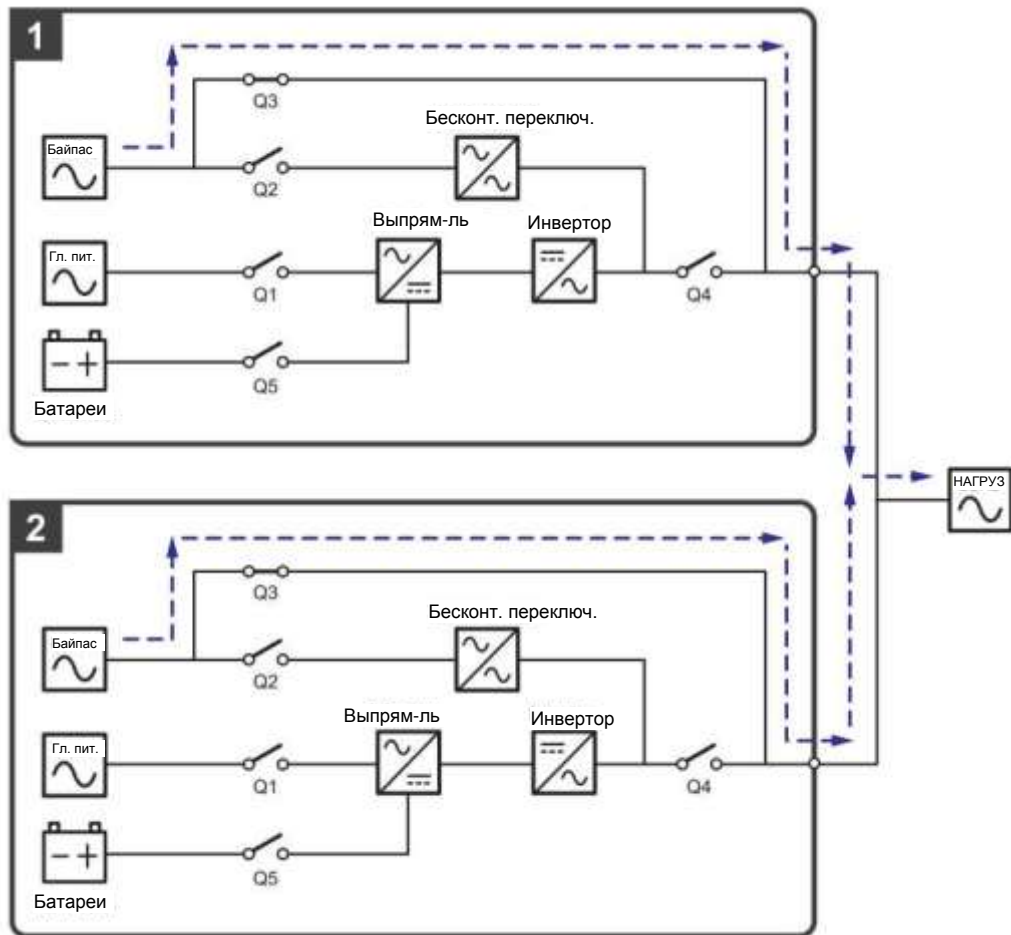 1
Q3
Байпас
Бесконт. переключ.
Q2
Выпрям-ль
Инвертор
Гл. пит.
Q1
Q4
Q5
Батареи
НАГРУЗ
2
Q3
Бесконт. переключ.
Байпас
Q2
Выпрям-ль
Инвертор
Гл. пит.
Q1
Q4
Q5
Батареи